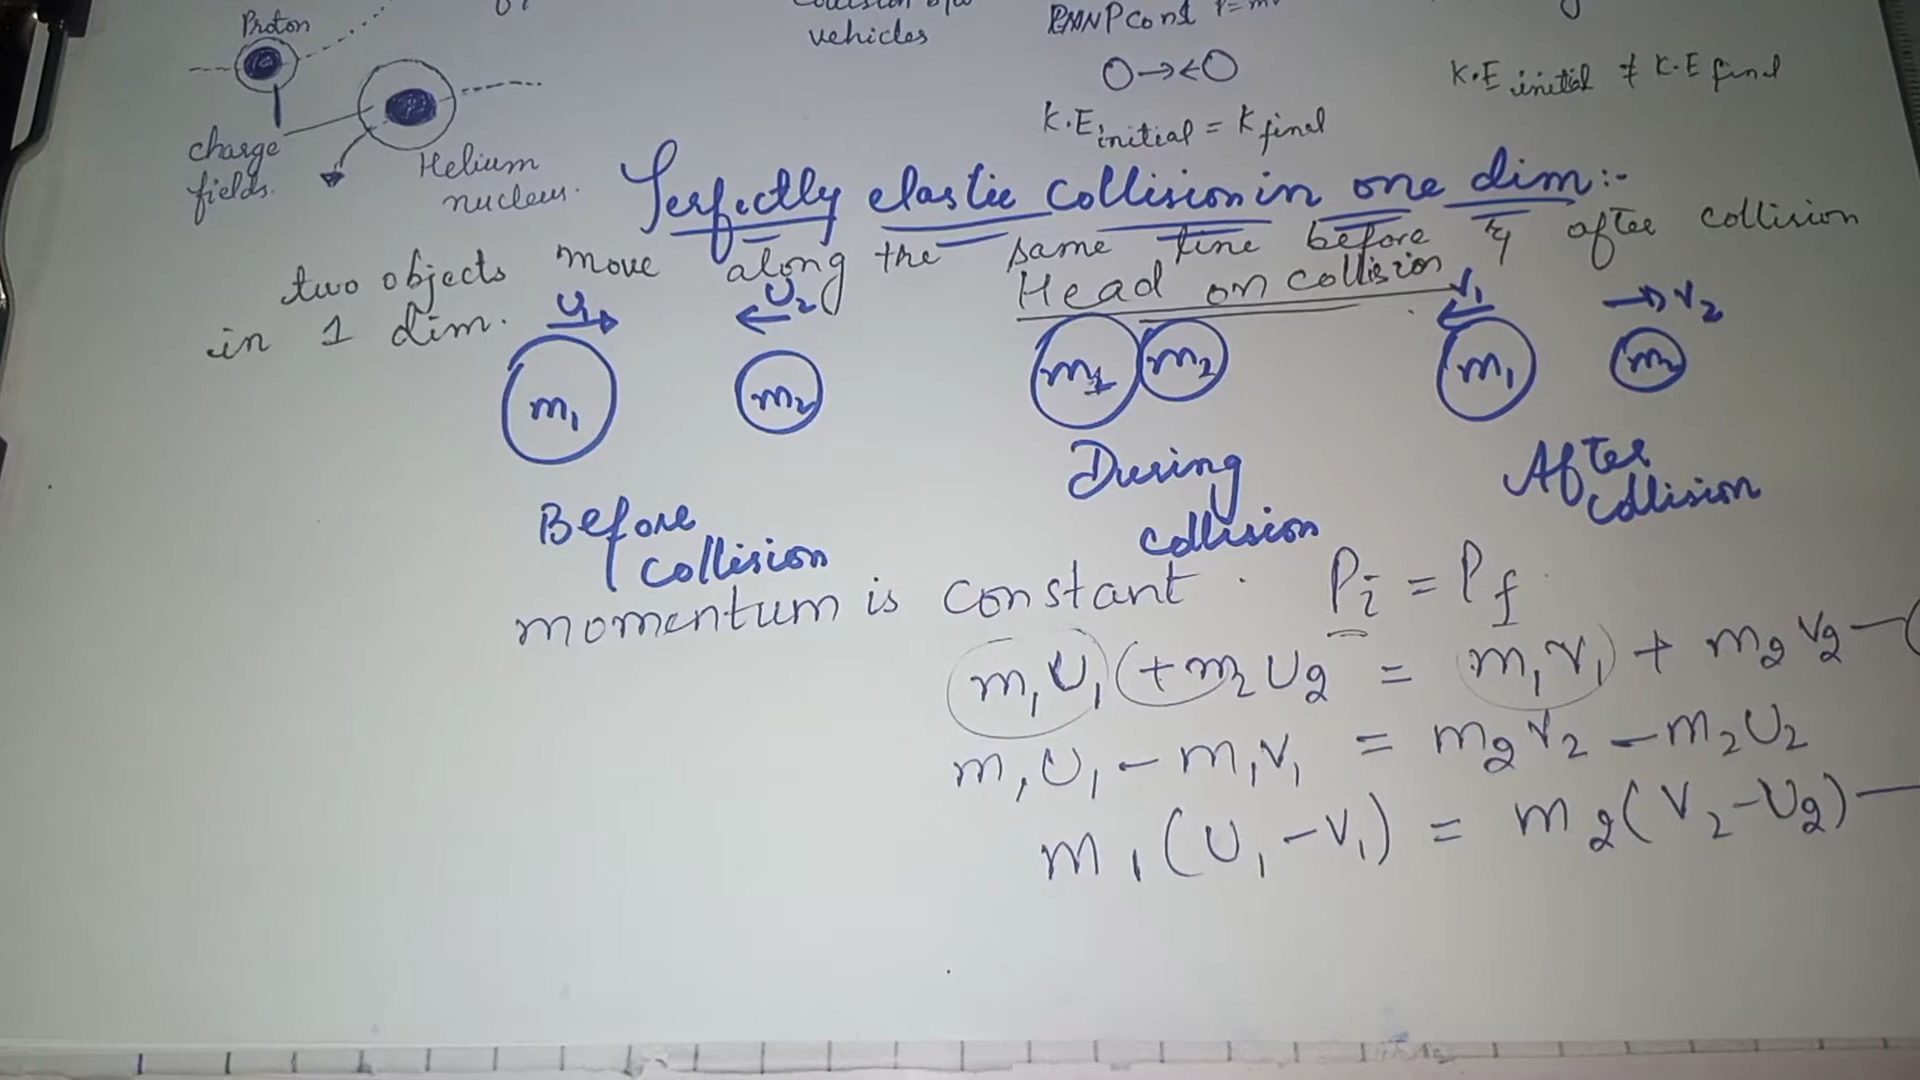 Proton
vehicles
P Const P = mv
K.E initial ≠ K.E final
K.E initial = K final
charge
fields.
Helium
nucleus.
Perfectly elastic collision in one dim:-
two objects move along the same line before & after collision
in 1 dim.
Head on collision
U1
U2
V1
V2
m1
m2
m1
m2
m1
m2
Before
collision
During
collision
After
collision
momentum is constant. Pi = Pf.
m1U1 + m2U2 = m1V1 + m2V2 — (
m1U1 - m1V1 = m2V2 - m2U2
m1(U1 - V1) = m2(V2 - U2) —